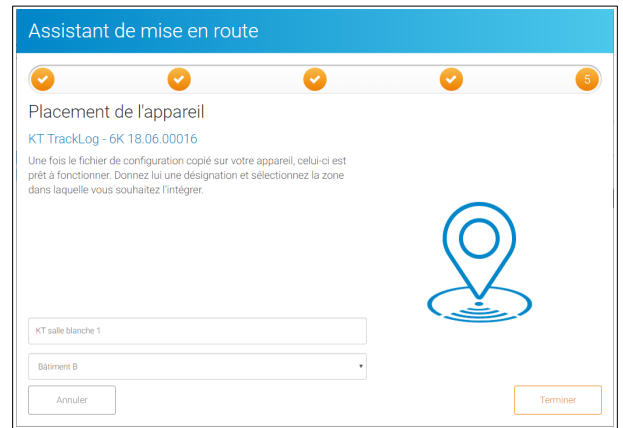 Assistant de mise en route
5
Placement de l'appareil
KT TrackLog - 6K 18.06.00016
Une fois le fichier de configuration copié sur votre appareil, celui-ci est
prêt à fonctionner. Donnez lui une désignation et sélectionnez la zone
dans laquelle vous souhaitez l'intégrer.
KT salle blanche 1
Bâtiment B
Annuler
Terminer